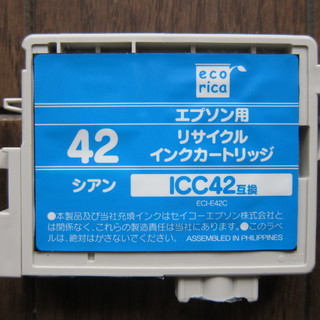 eco
rica
エプソン用
42
リサイクル
インクカートリッジ
シアン
ICC42互換
ECI-E42C
●本製品及び当社充填インクはセイコーエプソン株式会社と
は関係なく、これらの製造責任は当社にあります。●このラベ
ルは、絶対はがさないでください。 ASSEMBLED IN PHILIPPINES